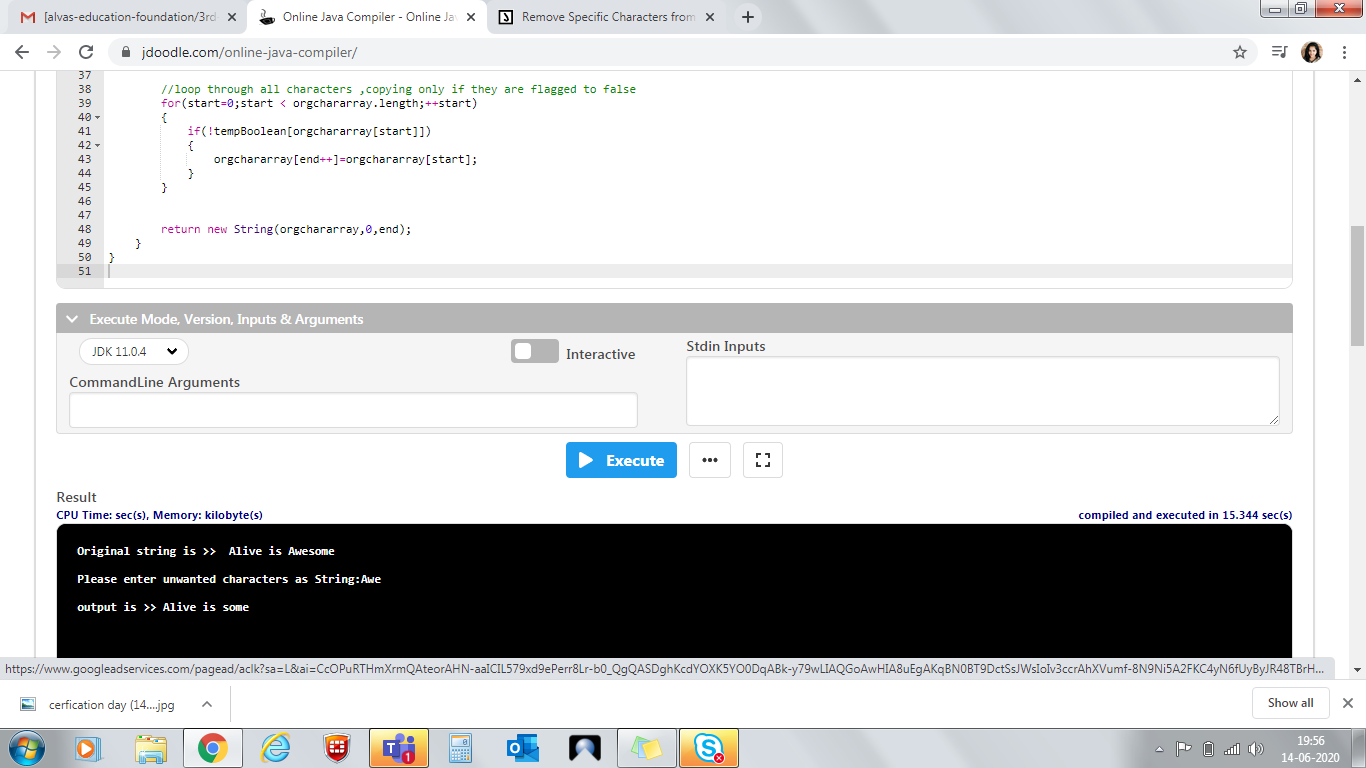 [alvas-education-foundation/3rd
Online Java Compiler - Online Ja
Remove Specific Characters from
jdoodle.com/online-java-compiler/
37
38 //loop through all characters ,copying only if they are flagged to false
39 for(start=0;start < orgchararray.length;++start)
40 {
41 if(!tempBoolean[orgchararray[start]])
42 {
43 orgchararray[end++]=orgchararray[start];
44 }
45 }
46
47
48 return new String(orgchararray,0,end);
49 }
50 }
51
Execute Mode, Version, Inputs & Arguments
JDK 11.0.4
Interactive
Stdin Inputs
CommandLine Arguments
Execute
Result
CPU Time: sec(s), Memory: kilobyte(s)
compiled and executed in 15.344 sec(s)
Original string is >> Alive is Awesome
Please enter unwanted characters as String:Awe
output is >> Alive is some
cerfication day (14....jpg
Show all
19:56
14-06-2020